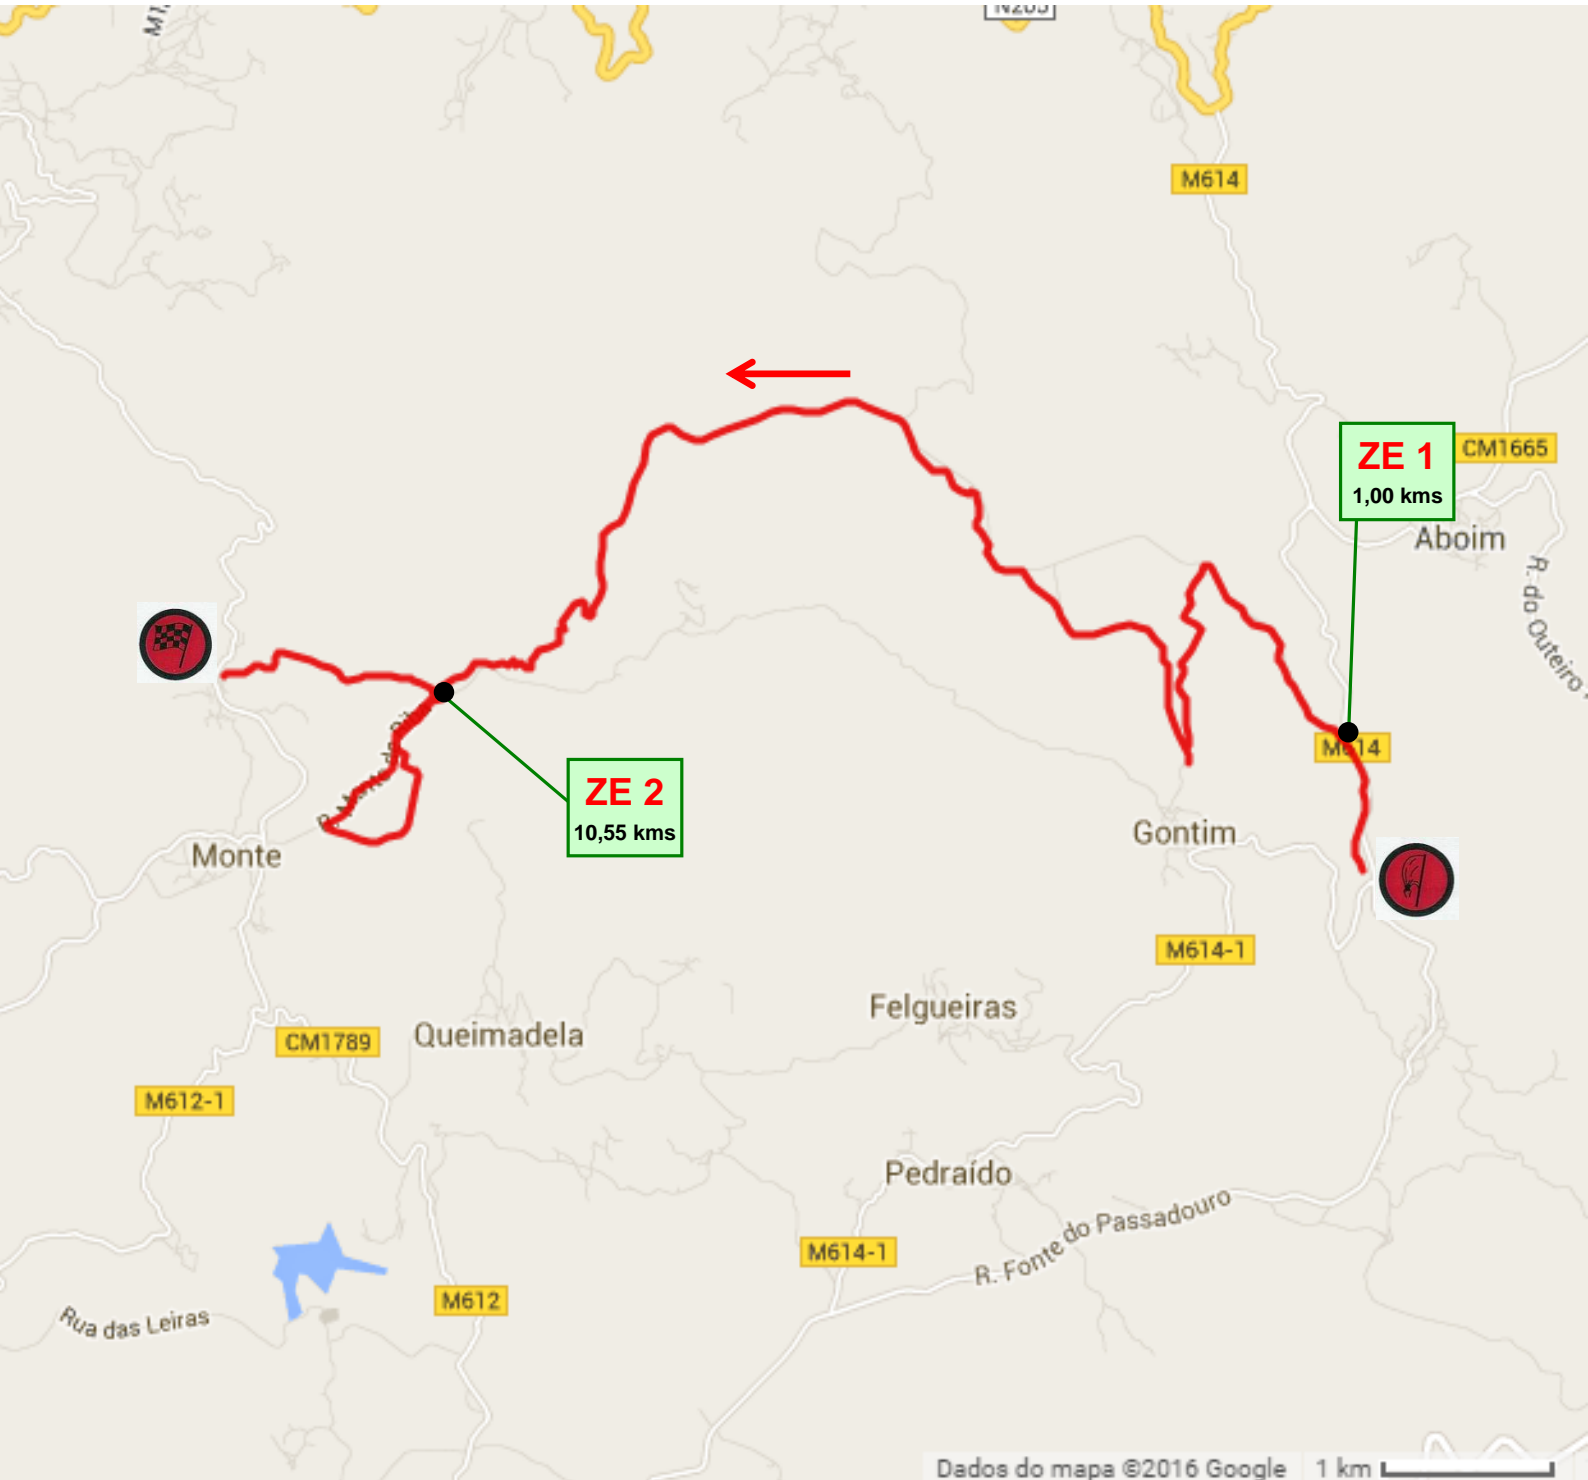 N205
M614
ZE 1
1,00 kms
CM1665
Aboim
R. do Outeiro
M614
ZE 2
10,55 kms
Monte
Gontim
M614-1
Felgueiras
Queimadela
CM1789
M612-1
Pedraído
R. Fonte do Passadouro
M614-1
M612
Rua das Leiras
Dados do mapa ©2016 Google
1 km